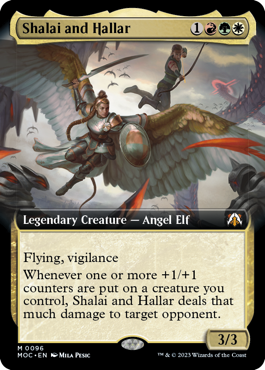 Shalai and Hallar 1
Legendary Creature — Angel Elf
Flying, vigilance
Whenever one or more +1/+1
counters are put on a creature you
control, Shalai and Hallar deals that
much damage to target opponent.
3/3
M 0096
MOC • EN Mila Pesic ™ & © 2023 Wizards of the Coast